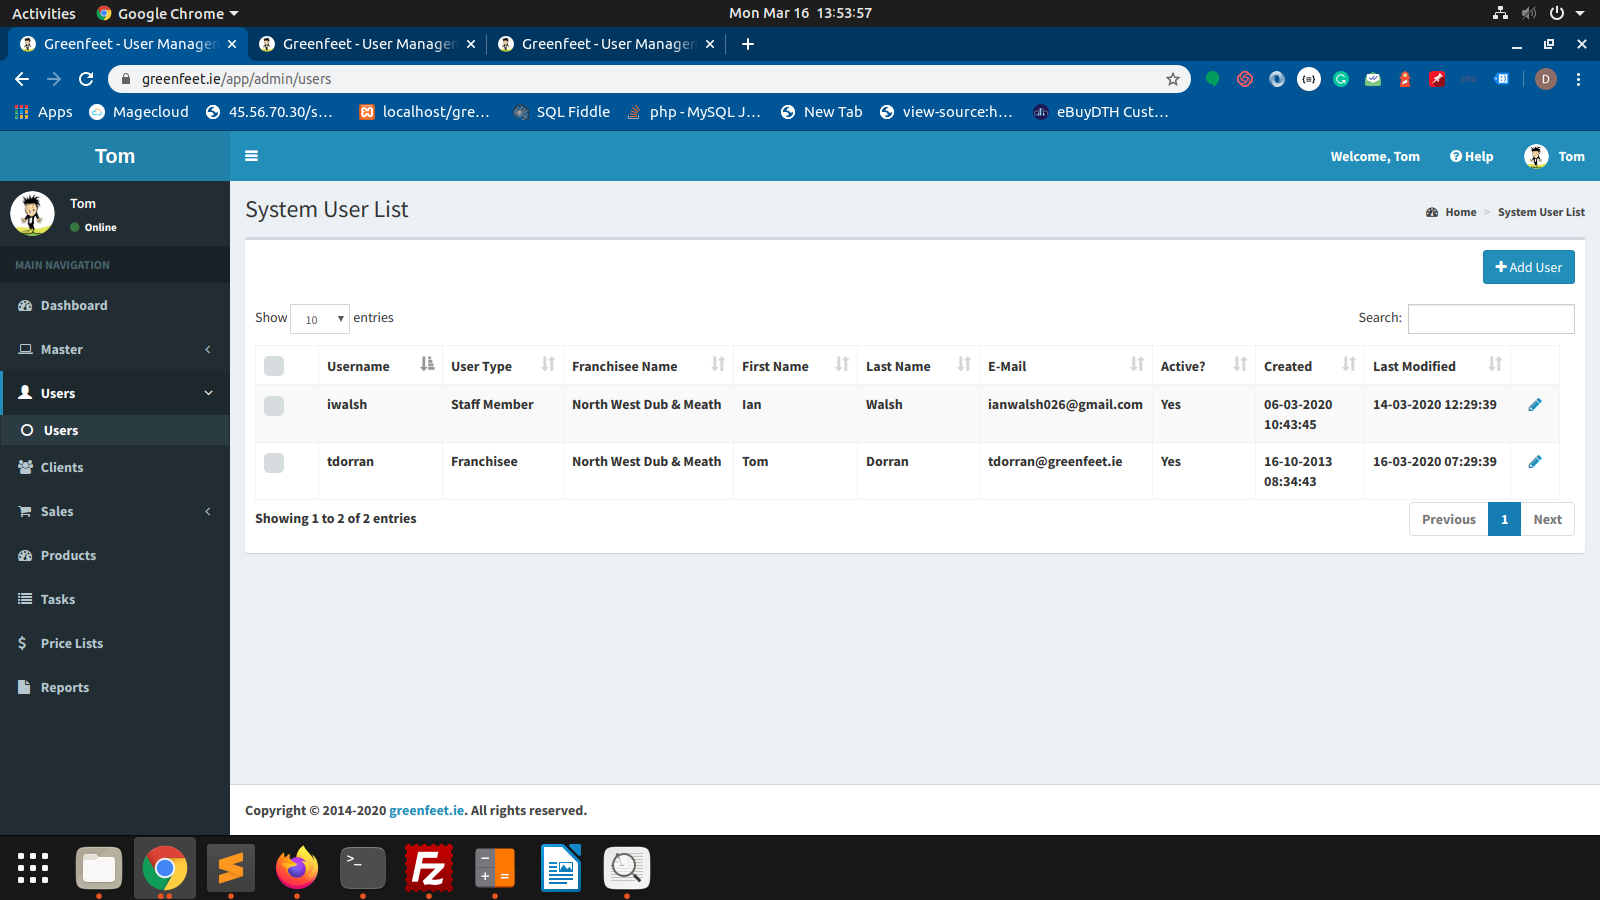 Activities Google Chrome Mon Mar 16 13:53:57
Greenfeet - User Manager Greenfeet - User Manager Greenfeet - User Manager
greenfeet.ie/app/admin/users D
Apps Magecloud 45.56.70.30/s... localhost/gre... SQL Fiddle php - MySQL J... New Tab view-source:h... eBuyDTH Cust...
Tom Welcome, Tom Help Tom
Tom
Online
MAIN NAVIGATION
Dashboard
Master
Users
Users
Clients
Sales
Products
Tasks
Price Lists
Reports
System User List Home > System User List
Add User
Show 10 entries Search:
Username User Type Franchisee Name First Name Last Name E-Mail Active? Created Last Modified
iwalsh Staff Member North West Dub & Meath Ian Walsh ianwalsh026@gmail.com Yes 06-03-2020 14-03-2020 12:29:39
10:43:45
tdorran Franchisee North West Dub & Meath Tom Dorran tdorran@greenfeet.ie Yes 16-10-2013 16-03-2020 07:29:39
08:34:43
Showing 1 to 2 of 2 entries Previous 1 Next
Copyright © 2014-2020 greenfeet.ie. All rights reserved.